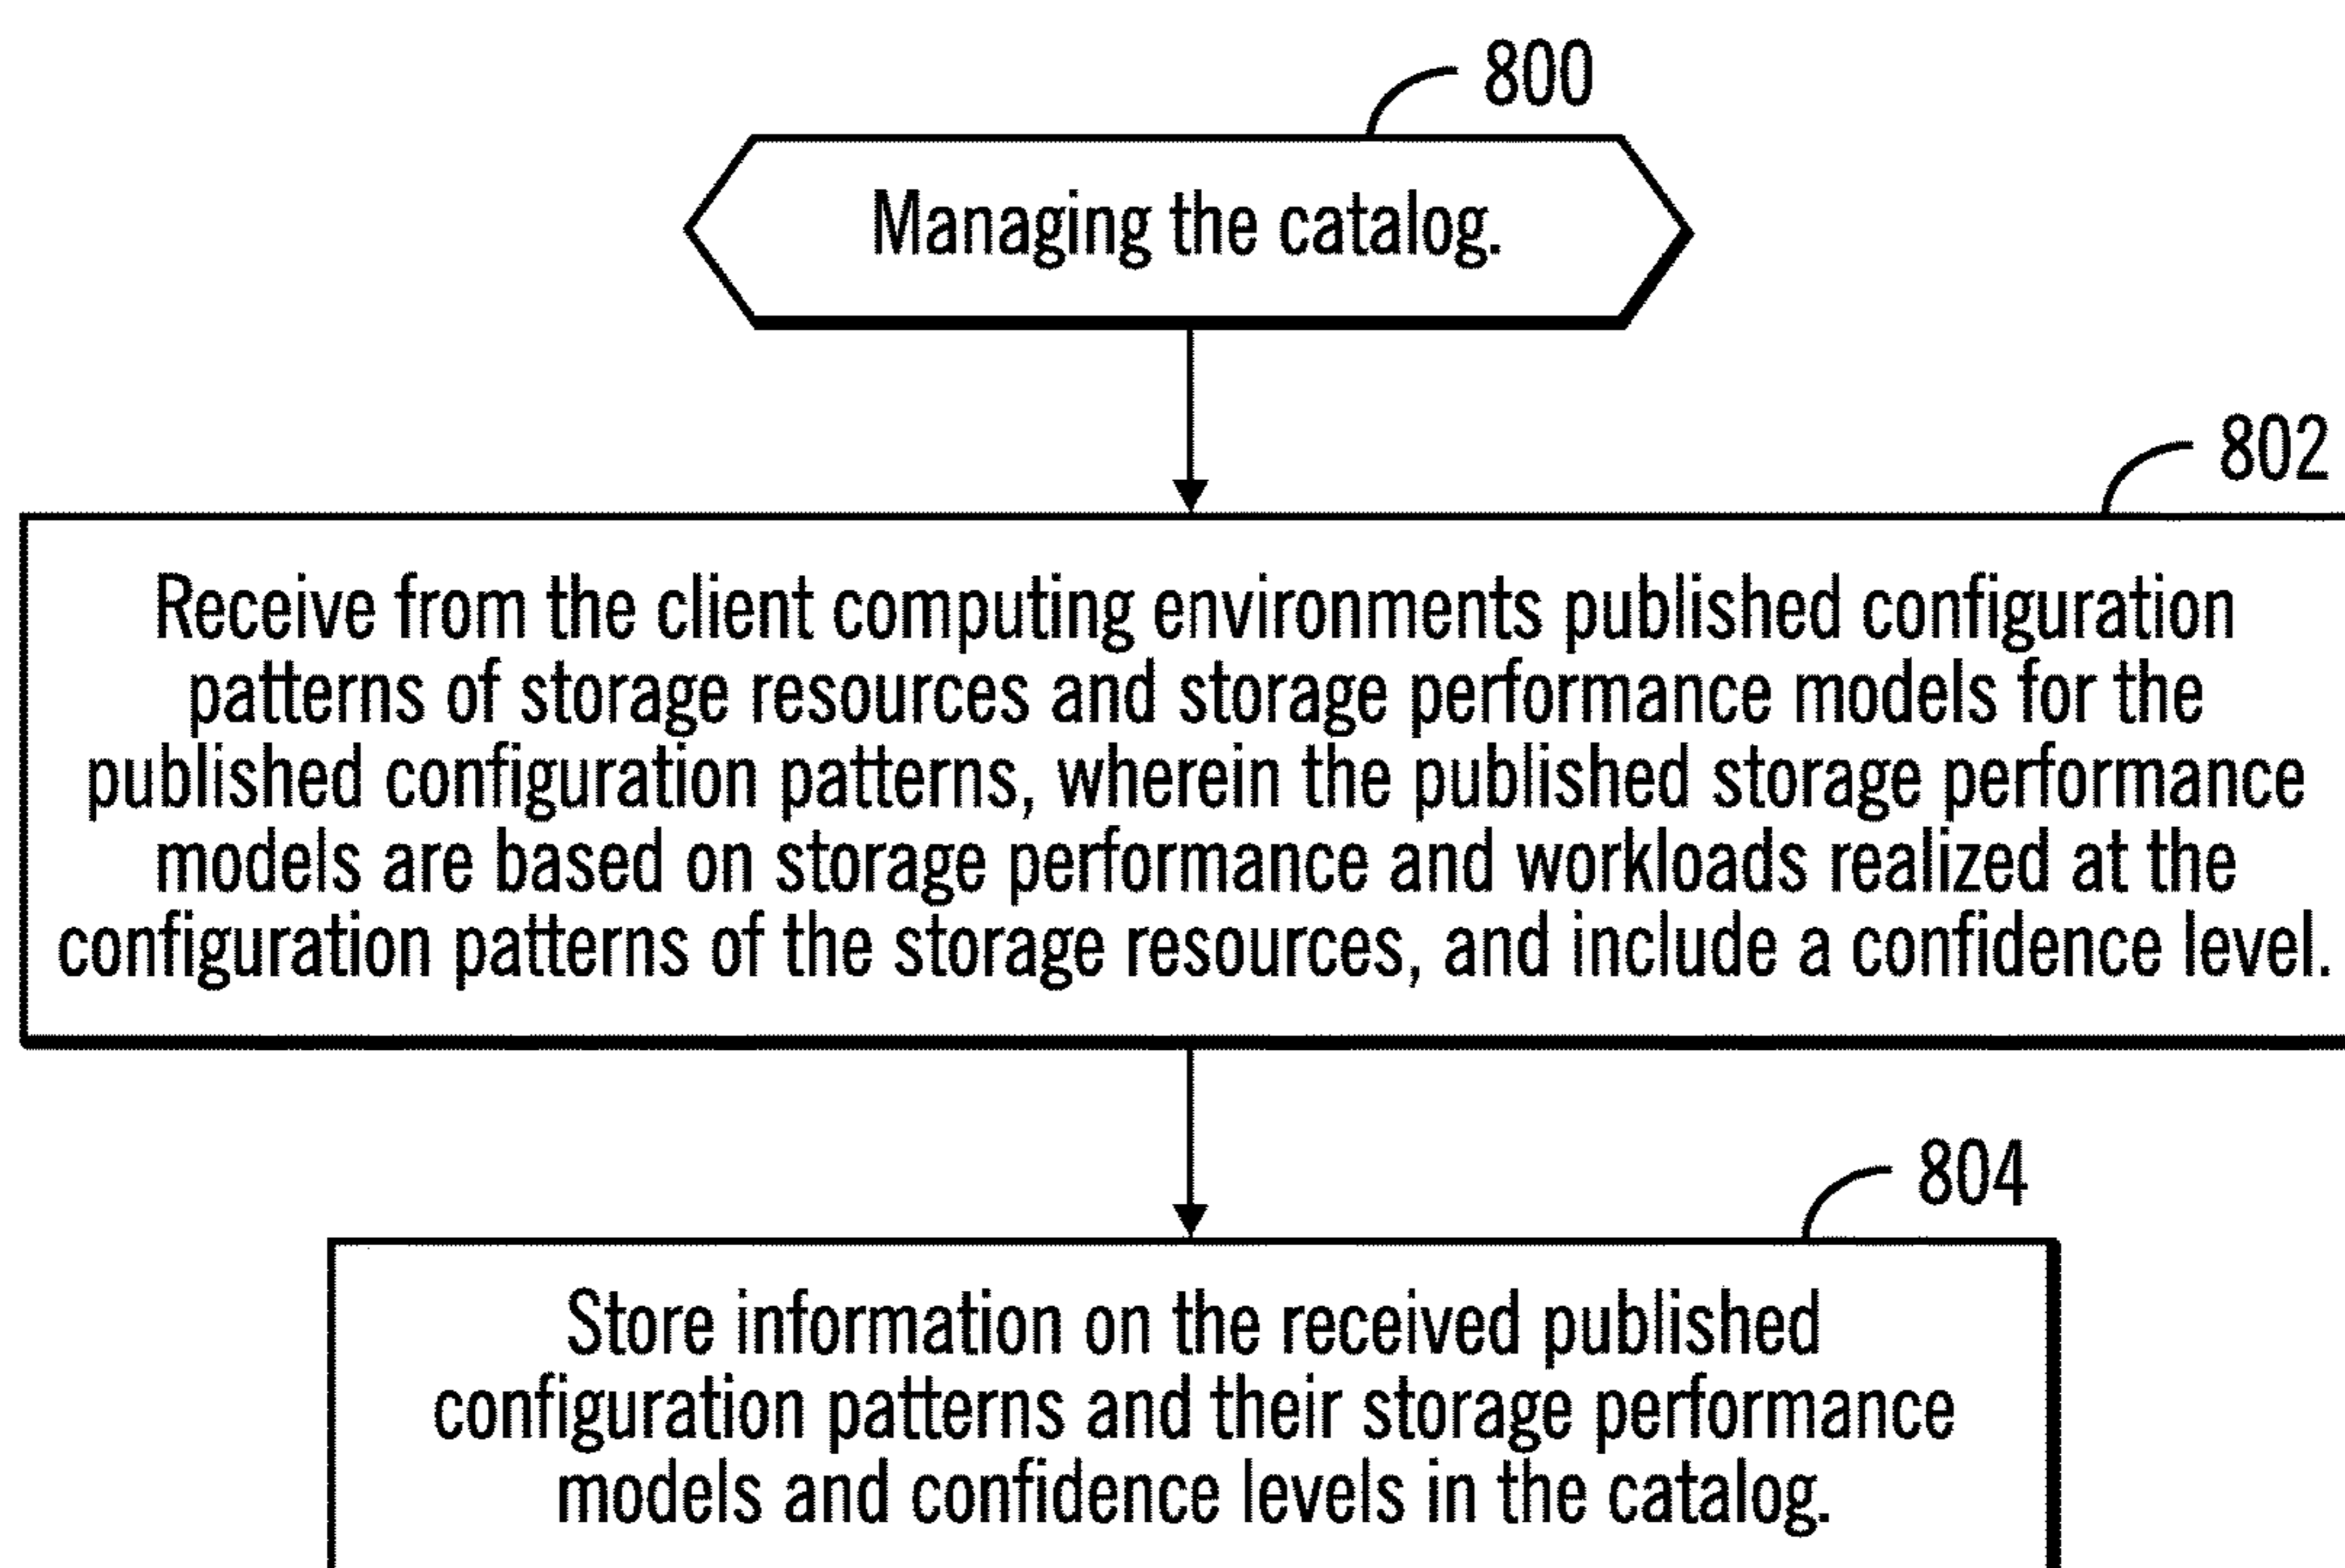 800
Managing the catalog.
802
Receive from the client computing environments published configuration
patterns of storage resources and storage performance models for the
published configuration patterns, wherein the published storage performance
models are based on storage performance and workloads realized at the
configuration patterns of the storage resources, and include a confidence level.
804
Store information on the received published
configuration patterns and their storage performance
models and confidence levels in the catalog.